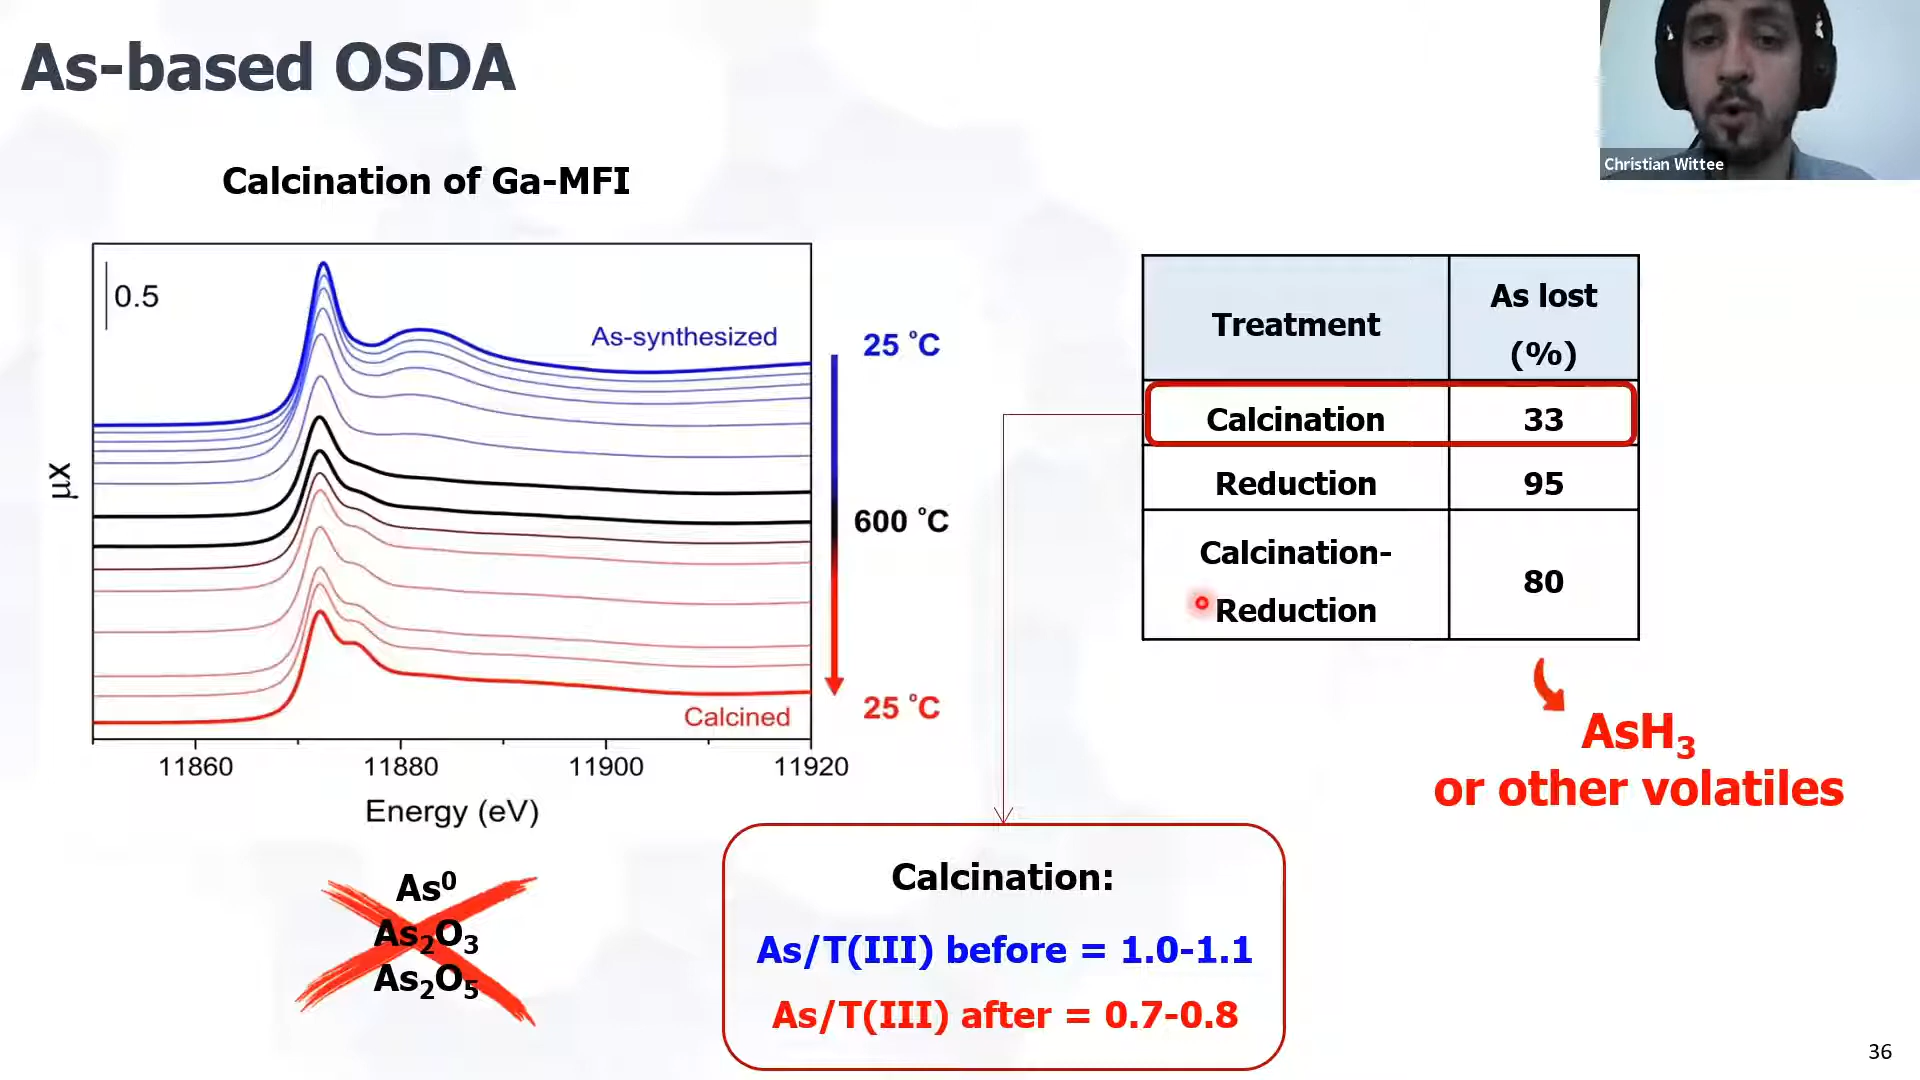 As-based OSDA
Christian Wittee
Calcination of Ga-MFI
0.5
As-synthesized
25 °C
600 °C
25 °C
Calcined
μx
11860
11880
11900
11920
Energy (eV)
As⁰
As₂O₃
As₂O₅
Treatment
As lost
(%)
Calcination
33
Reduction
95
Calcination-
Reduction
80
AsH₃
or other volatiles
Calcination:
As/T(III) before = 1.0-1.1
As/T(III) after = 0.7-0.8
36